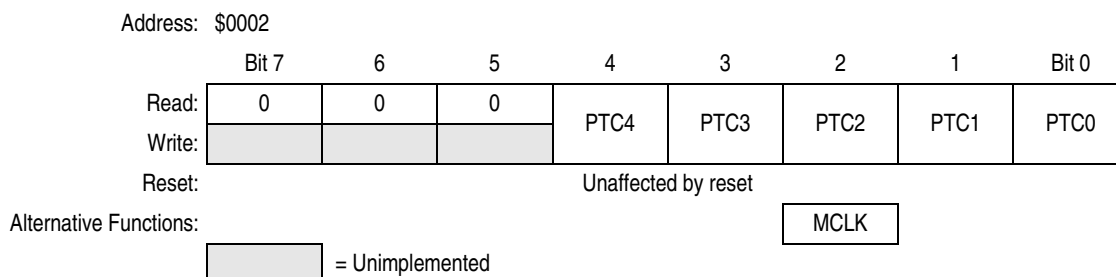 Address: $0002
Bit 7 6 5 4 3 2 1 Bit 0
Read: 0 0 0 PTC4 PTC3 PTC2 PTC1 PTC0
Write:
Reset: Unaffected by reset
Alternative Functions: MCLK
= Unimplemented